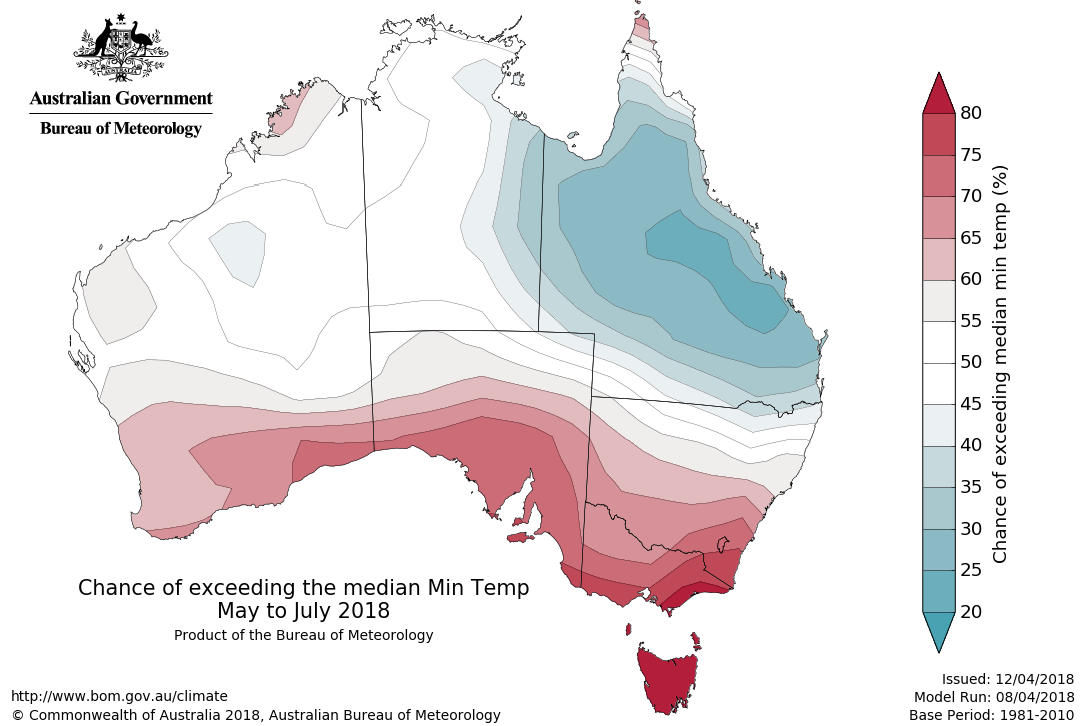 AUSTRALIA
Australian Government
Bureau of Meteorology
80
75
70
65
60
55
50
45
40
35
30
25
20
Chance of exceeding median min temp (%)
Chance of exceeding the median Min Temp
May to July 2018
Product of the Bureau of Meteorology
http://www.bom.gov.au/climate
© Commonwealth of Australia 2018, Australian Bureau of Meteorology
Issued: 12/04/2018
Model Run: 08/04/2018
Base Period: 1981-2010